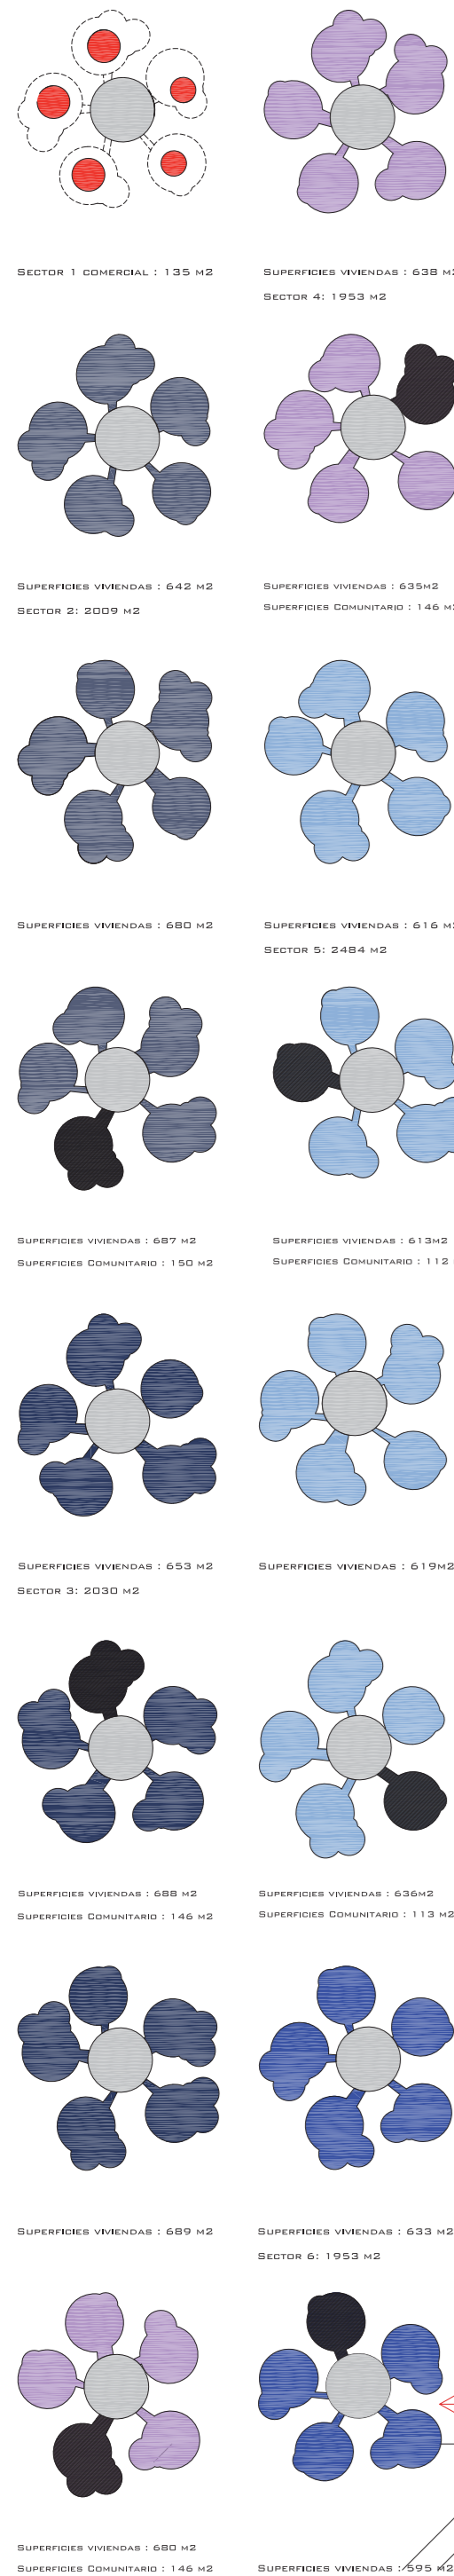 Sector 1 comercial : 135 m2
Superficies viviendas : 642 m2
Sector 2: 2009 m2
Superficies viviendas : 680 m2
Superficies viviendas : 687 m2
Superficies Comunitario : 150 m2
Superficies viviendas : 653 m2
Sector 3: 2030 m2
Superficies viviendas : 688 m2
Superficies Comunitario : 146 m2
Superficies viviendas : 689 m2
Superficies viviendas : 680 m2
Superficies Comunitario : 146 m2
Superficies viviendas : 638 m2
Sector 4: 1953 m2
Superficies viviendas : 635m2
Superficies Comunitario : 146 m2
Superficies viviendas : 616 m2
Sector 5: 2484 m2
Superficies viviendas : 613m2
Superficies Comunitario : 112
Superficies viviendas : 619m2
Superficies viviendas : 636m2
Superficies Comunitario : 113 m2
Superficies viviendas : 633 m2
Sector 6: 1953 m2
Superficies viviendas : 595 m2